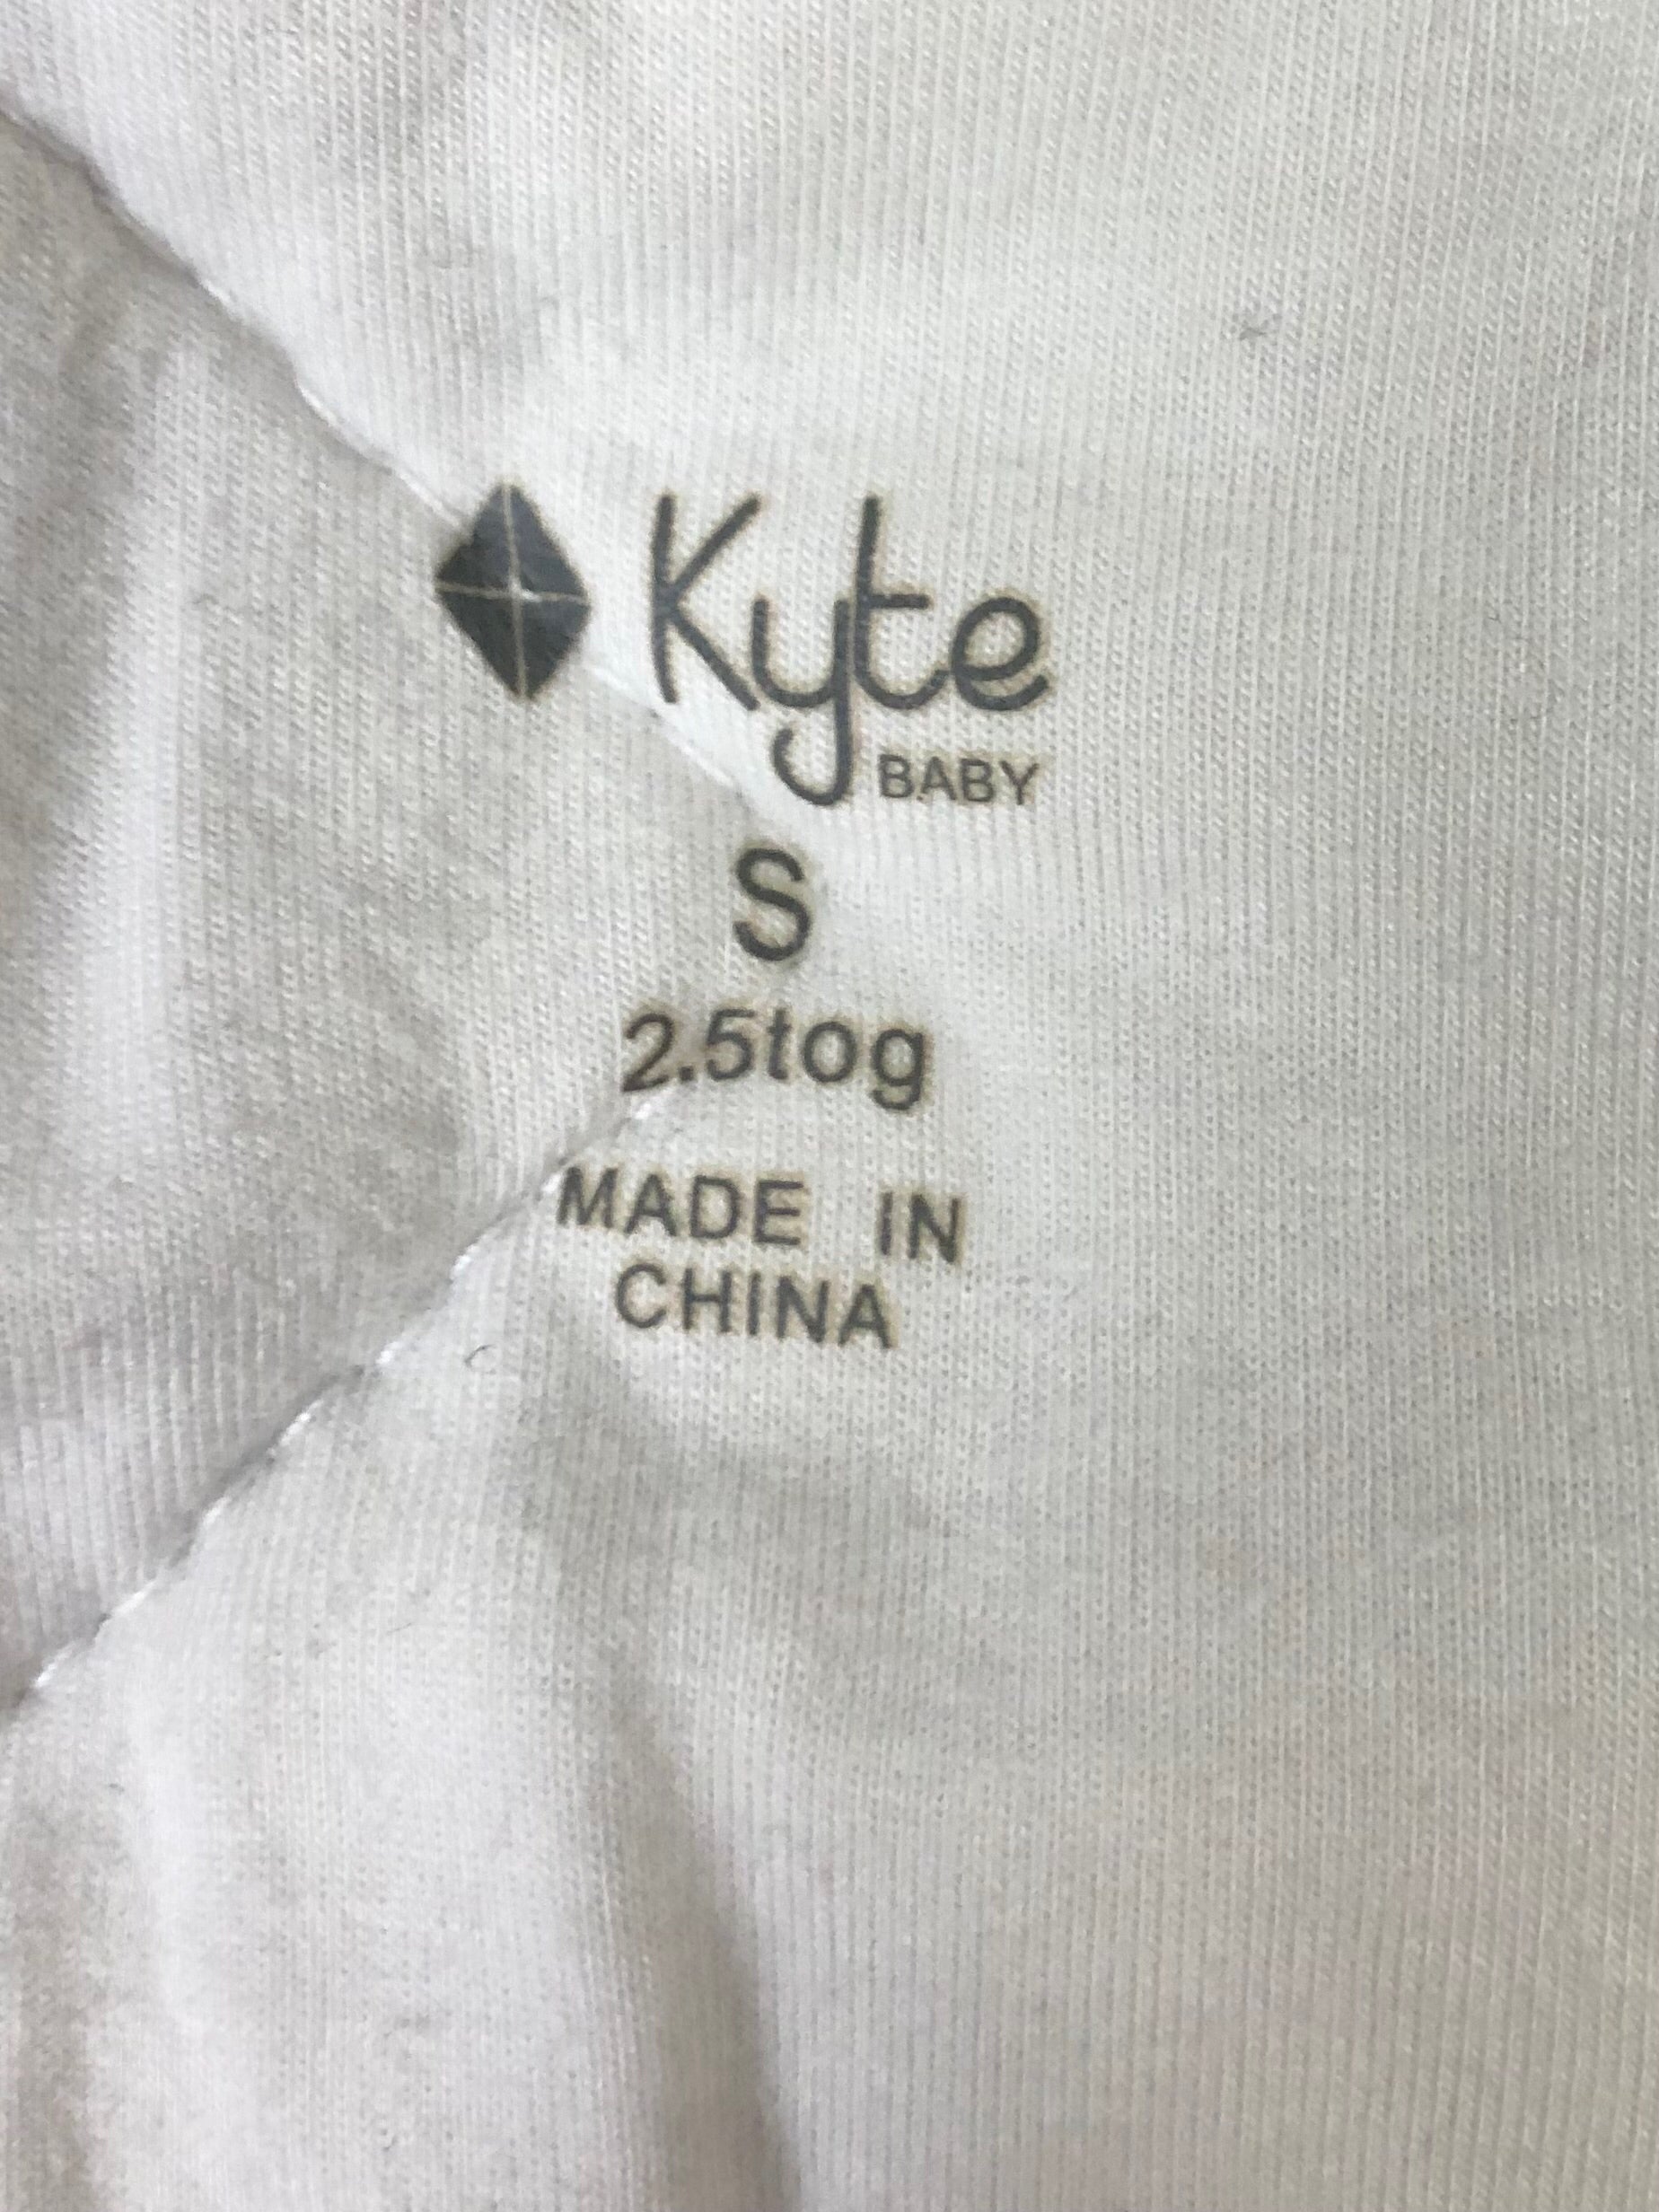 Kyte
BABY
S
2.5tog
MADE IN
CHINA